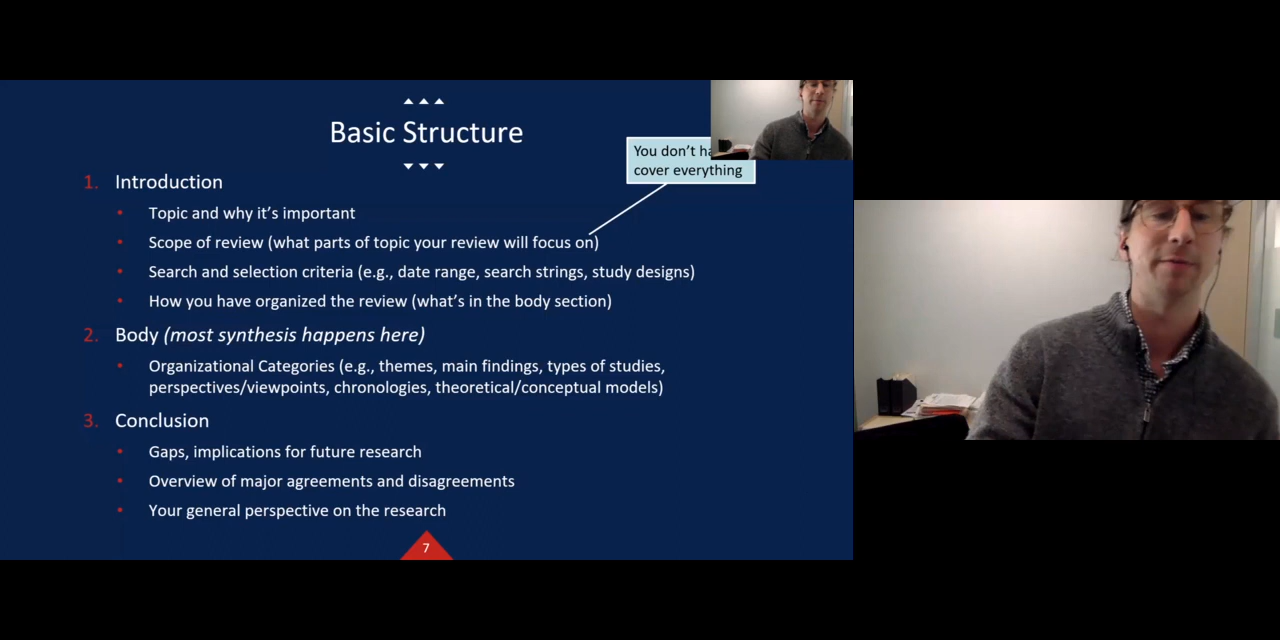 Basic Structure
You don't
cover everything
1. Introduction
• Topic and why it's important
• Scope of review (what parts of topic your review will focus on)
• Search and selection criteria (e.g., date range, search strings, study designs)
• How you have organized the review (what's in the body section)
2. Body (most synthesis happens here)
• Organizational Categories (e.g., themes, main findings, types of studies,
perspectives/viewpoints, chronologies, theoretical/conceptual models)
3. Conclusion
• Gaps, implications for future research
• Overview of major agreements and disagreements
• Your general perspective on the research
7